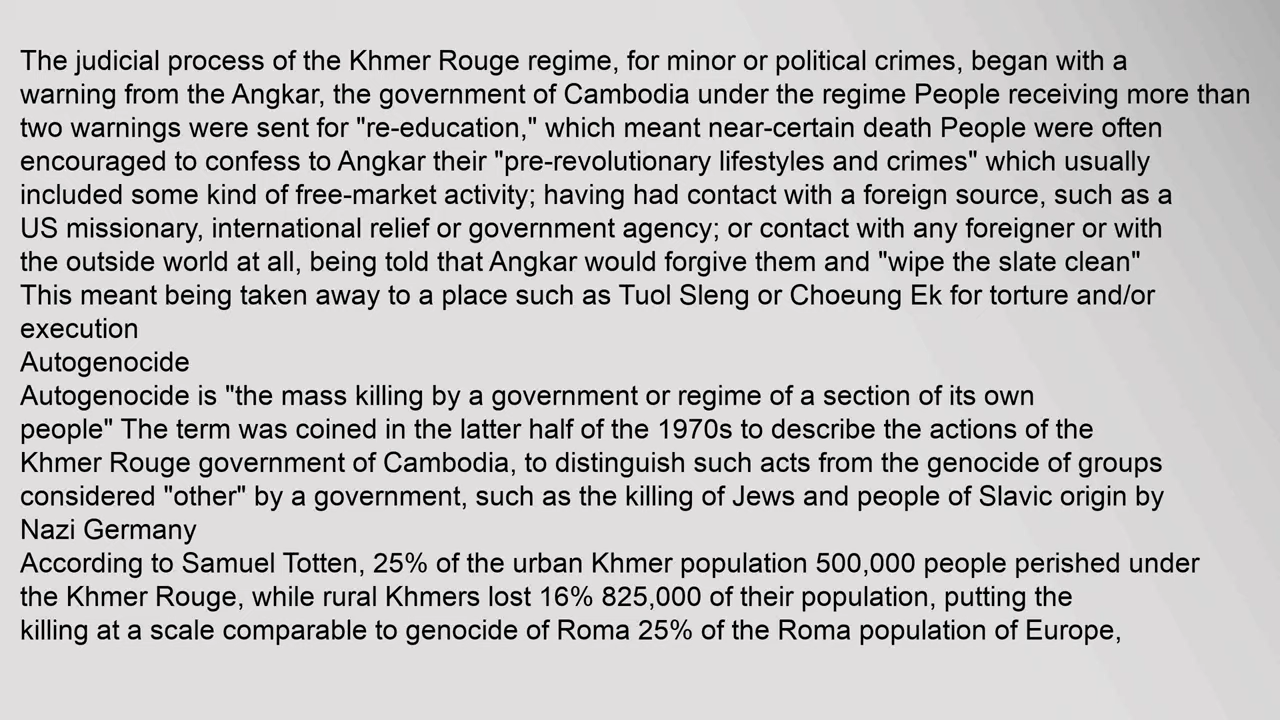 The judicial process of the Khmer Rouge regime, for minor or political crimes, began with a
warning from the Angkar, the government of Cambodia under the regime People receiving more than
two warnings were sent for "re-education," which meant near-certain death People were often
encouraged to confess to Angkar their "pre-revolutionary lifestyles and crimes" which usually
included some kind of free-market activity; having had contact with a foreign source, such as a
US missionary, international relief or government agency; or contact with any foreigner or with
the outside world at all, being told that Angkar would forgive them and "wipe the slate clean"
This meant being taken away to a place such as Tuol Sleng or Choeung Ek for torture and/or
execution
Autogenocide
Autogenocide is "the mass killing by a government or regime of a section of its own
people" The term was coined in the latter half of the 1970s to describe the actions of the
Khmer Rouge government of Cambodia, to distinguish such acts from the genocide of groups
considered "other" by a government, such as the killing of Jews and people of Slavic origin by
Nazi Germany
According to Samuel Totten, 25% of the urban Khmer population 500,000 people perished under
the Khmer Rouge, while rural Khmers lost 16% 825,000 of their population, putting the
killing at a scale comparable to genocide of Roma 25% of the Roma population of Europe,